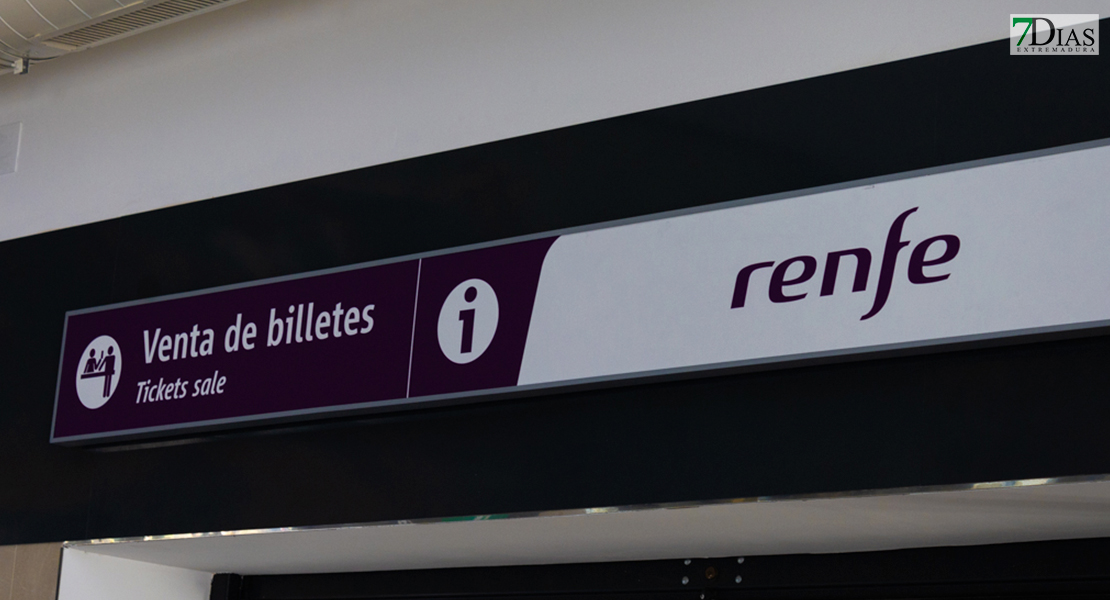 7DIAS
EXTREMADURA
Venta de billetes
Tickets sale
i
renfe